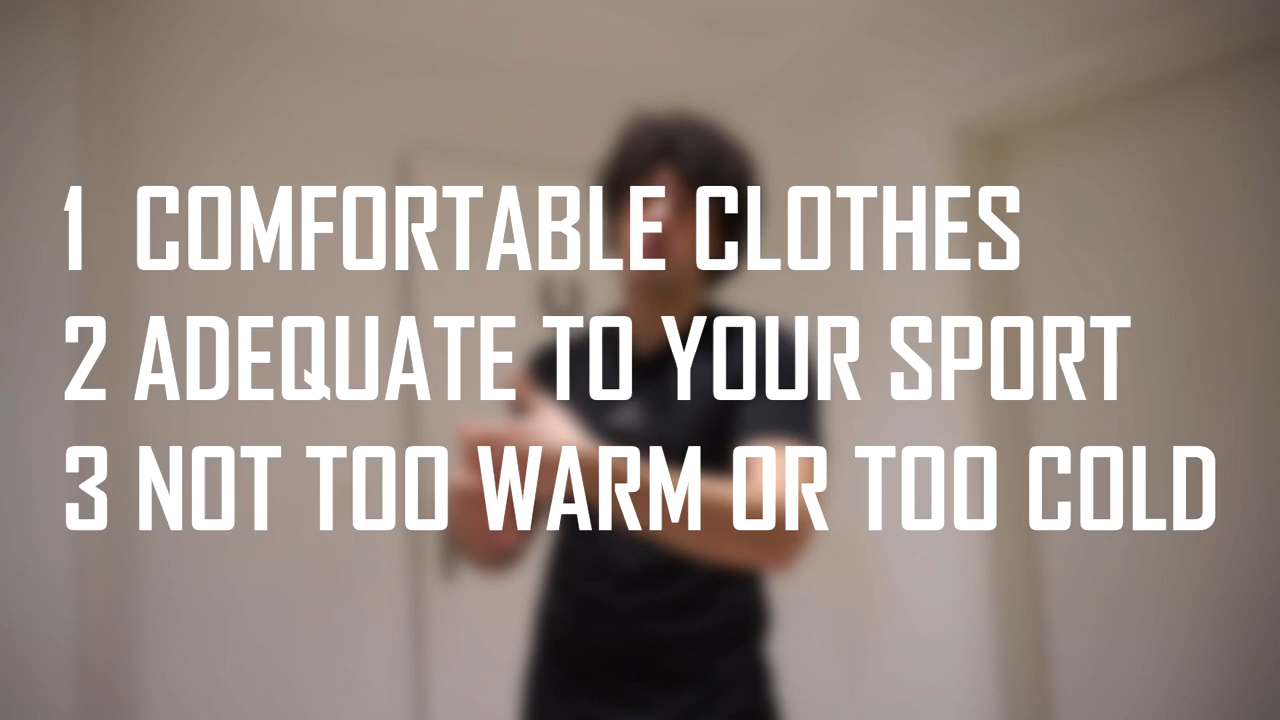 1 COMFORTABLE CLOTHES
2 ADEQUATE TO YOUR SPORT
3 NOT TOO WARM OR TOO COLD